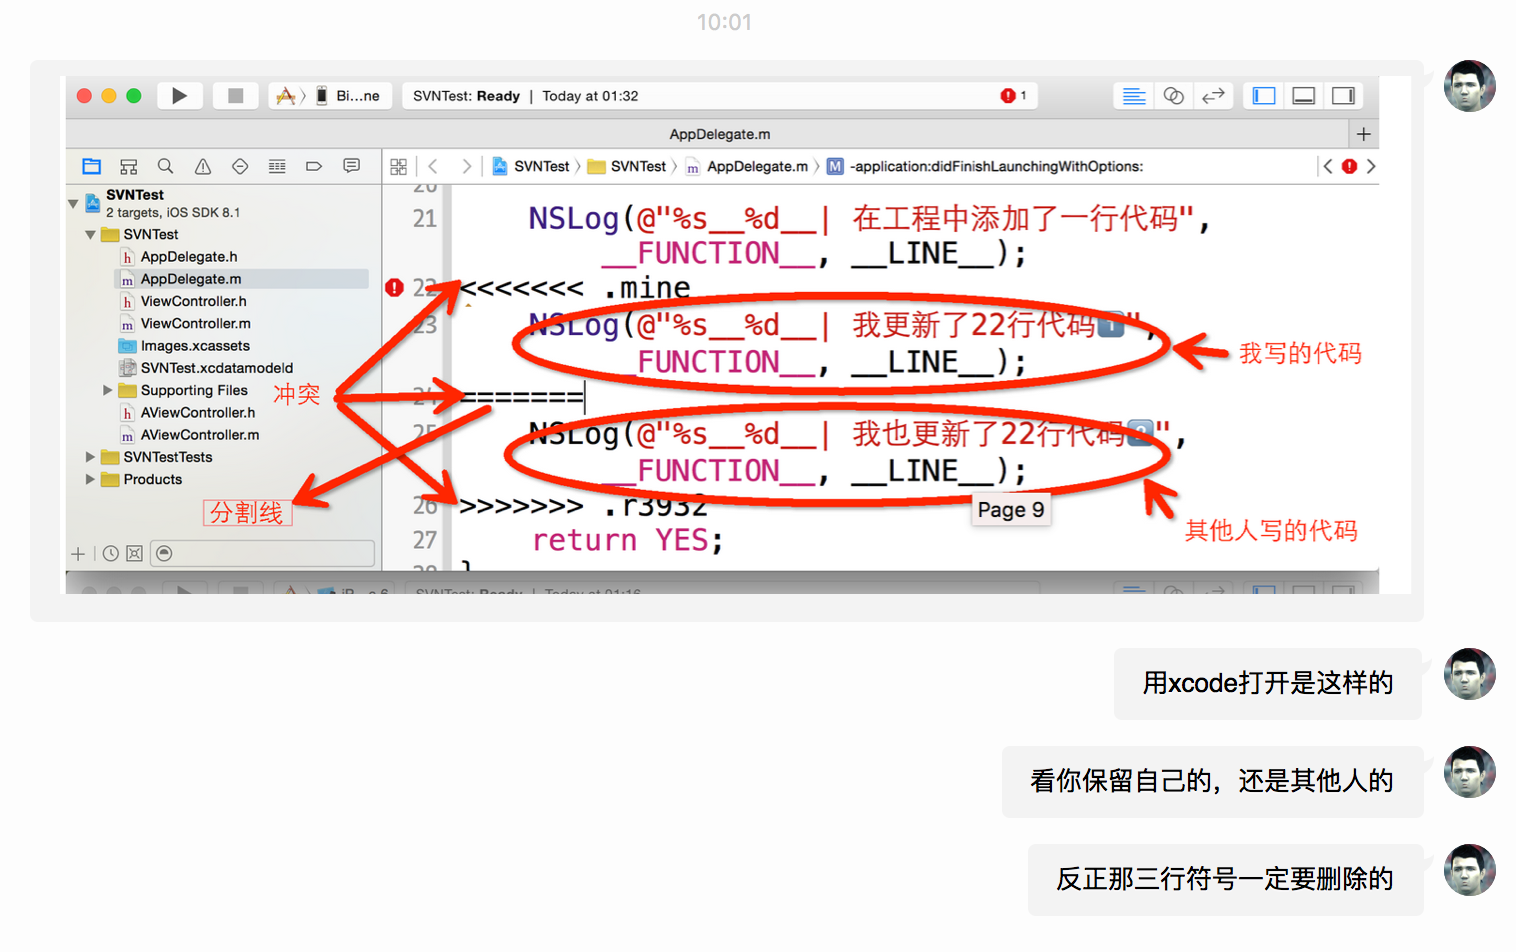 10:01
Bi...ne
SVNTest: Ready | Today at 01:32
1
AppDelegate.m
SVNTest
SVNTest
AppDelegate.m
M
-application:didFinishLaunchingWithOptions:
SVNTest
2 targets, iOS SDK 8.1
SVNTest
h AppDelegate.h
m AppDelegate.m
h ViewController.h
m ViewController.m
Images.xcassets
SVNTest.xcdatamodeld
Supporting Files
h AViewController.h
m AViewController.m
SVNTestTests
Products
20
21 NSLog(@"%s__%d__| 在工程中添加了一行代码",
__FUNCTION__, __LINE__);
22 <<<<<<< .mine
23 NSLog(@"%s__%d__| 我更新了22行代码1️⃣",
__FUNCTION__, __LINE__);
24 =======
25 NSLog(@"%s__%d__| 我也更新了22行代码2️⃣",
__FUNCTION__, __LINE__);
26 >>>>>>> .r3932
27 return YES;
28 }
冲突
分割线
我写的代码
其他人写的代码
Page 9
SVNTest: Ready | Today at 01:16
用xcode打开是这样的
看你保留自己的，还是其他人的
反正那三行符号一定要删除的